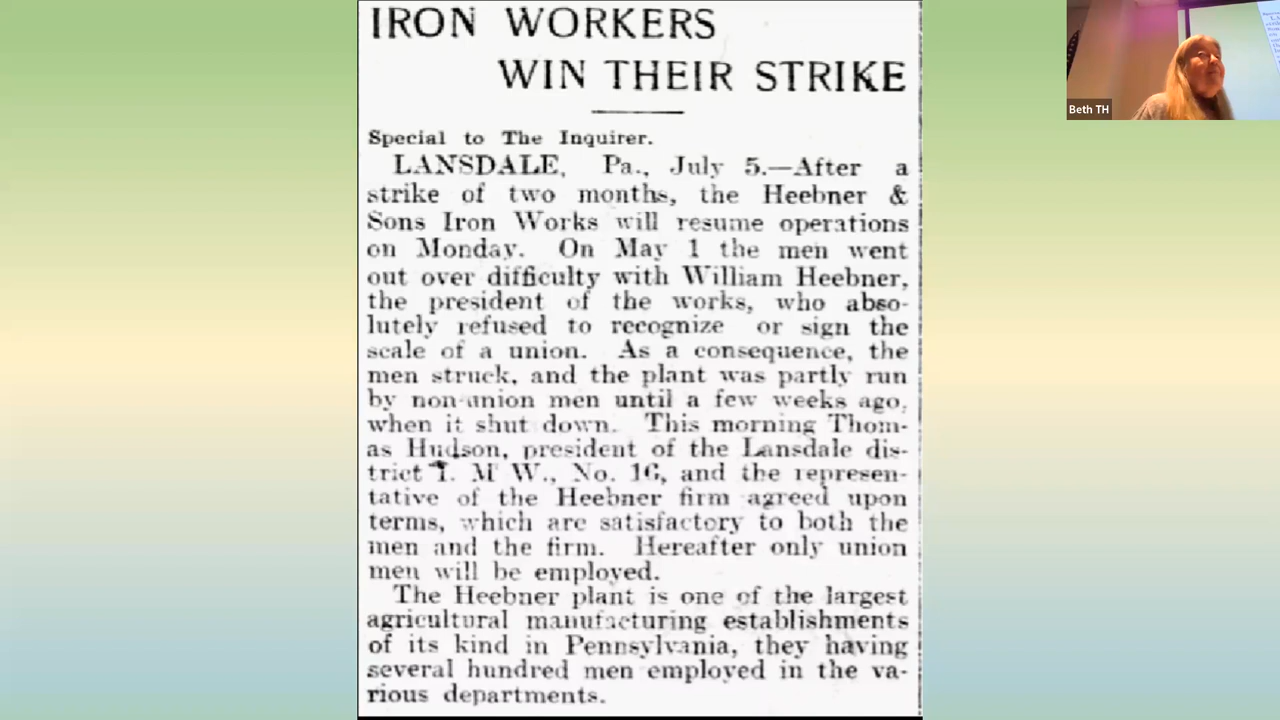 IRON WORKERS
WIN THEIR STRIKE
Special to The Inquirer.
LANSDALE, Pa., July 5.—After a
strike of two months, the Heebner &
Sons Iron Works will resume operations
on Monday. On May 1 the men went
out over difficulty with William Heebner,
the president of the works, who abso-
lutely refused to recognize or sign the
scale of a union. As a consequence, the
men struck, and the plant was partly run
by non-union men until a few weeks ago,
when it shut down. This morning Thom-
as Hudson, president of the Lansdale dis-
trict I. M W., No. 16, and the represen-
tative of the Heebner firm agreed upon
terms, which are satisfactory to both the
men and the firm. Hereafter only union
men will be employed.
The Heebner plant is one of the largest
agricultural manufacturing establishments
of its kind in Pennsylvania, they having
several hundred men employed in the va-
rious departments.
Beth TH